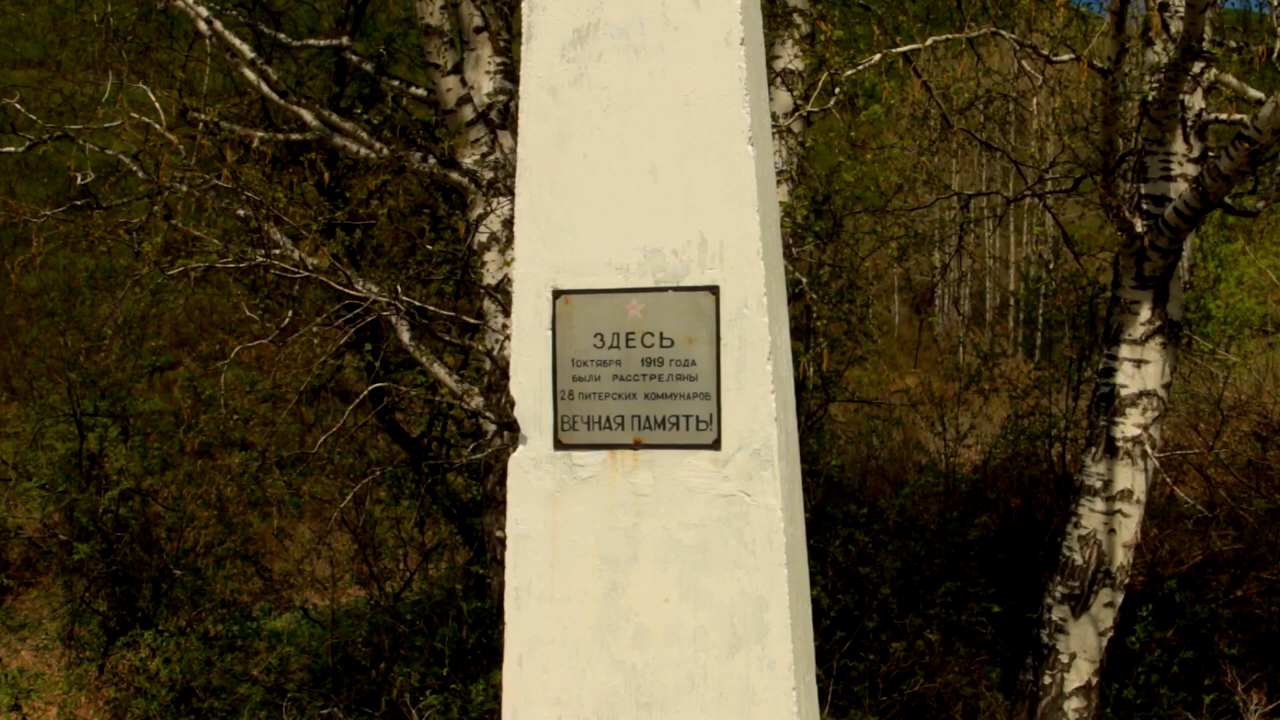 ЗДЕСЬ
1 ОКТЯБРЯ 1919 ГОДА
БЫЛИ РАССТРЕЛЯНЫ
28 ПИТЕРСКИХ КОММУНАРОВ
ВЕЧНАЯ ПАМЯТЬ!